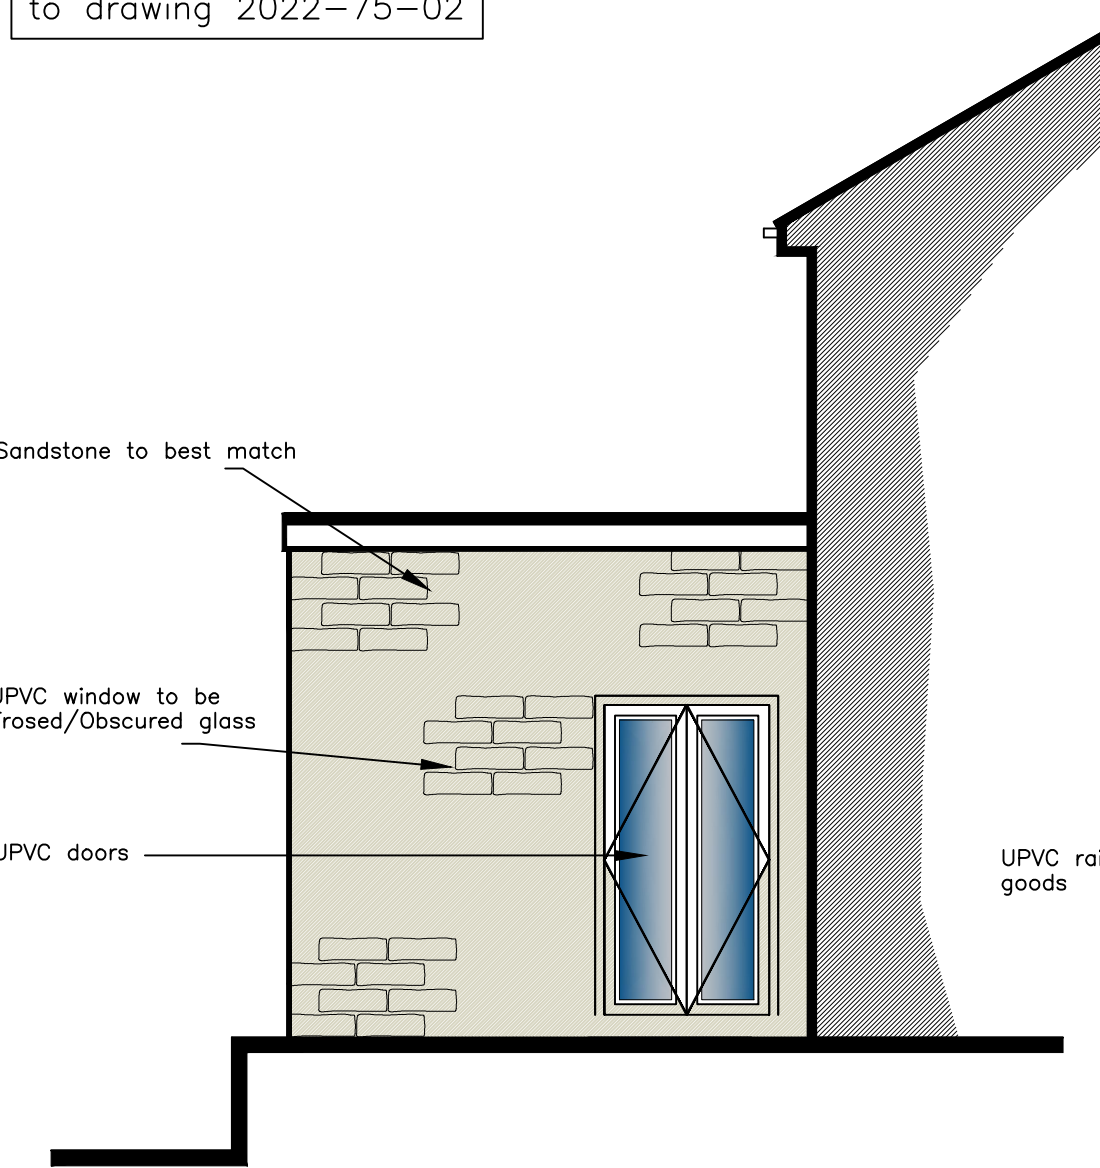 to drawing 2022-75-02
Sandstone to best match
UPVC window to be
frosed/Obscured glass
UPVC doors
UPVC rai
goods